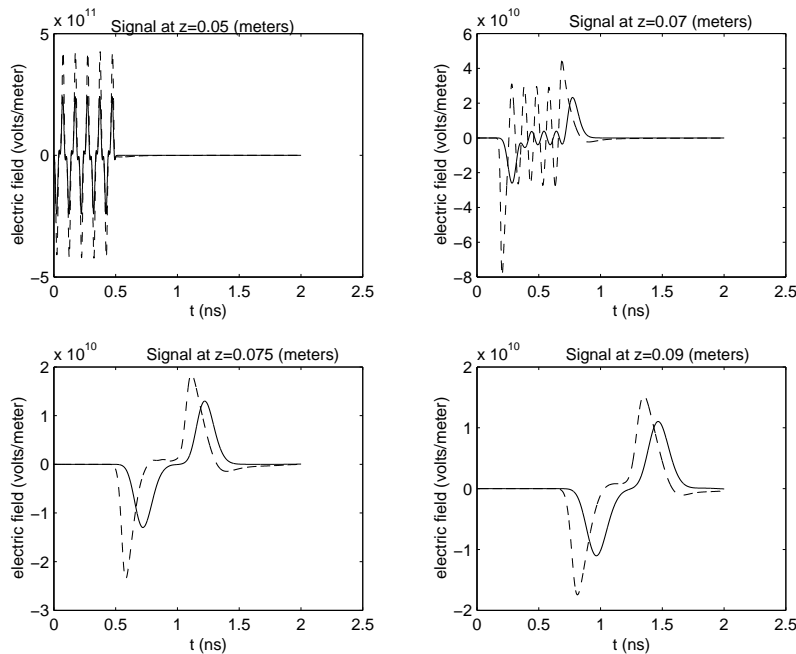 x 10^11
Signal at z=0.05 (meters)
5
0
−5
electric field (volts/meter)
0 0.5 1 1.5 2 2.5
t (ns)
x 10^10
Signal at z=0.07 (meters)
6
4
2
0
−2
−4
−6
−8
electric field (volts/meter)
0 0.5 1 1.5 2 2.5
t (ns)
x 10^10
Signal at z=0.075 (meters)
2
1
0
−1
−2
−3
electric field (volts/meter)
0 0.5 1 1.5 2 2.5
t (ns)
x 10^10
Signal at z=0.09 (meters)
2
1
0
−1
−2
electric field (volts/meter)
0 0.5 1 1.5 2 2.5
t (ns)